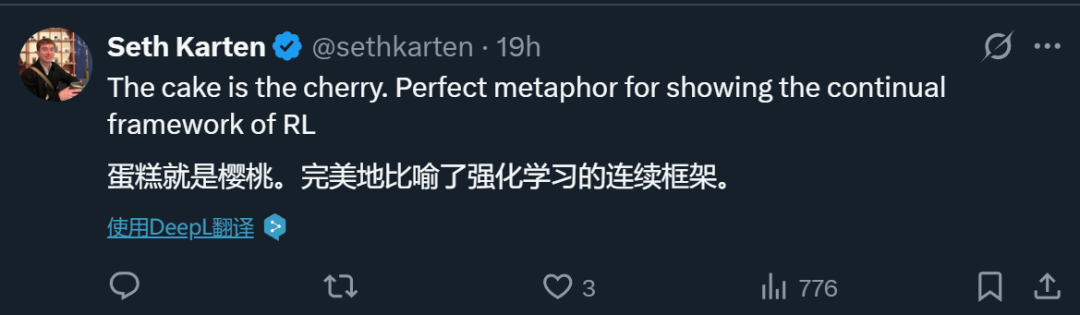 Seth Karten @sethkarten · 19h
The cake is the cherry. Perfect metaphor for showing the continual
framework of RL
蛋糕就是樱桃。完美地比喻了强化学习的连续框架。
使用DeepL翻译
3 776